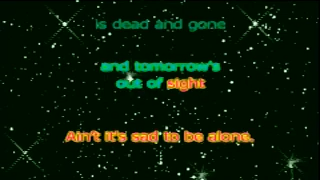 is dead and gone
and tomorrow's
out of sight
Ain't it's sad to be alone.